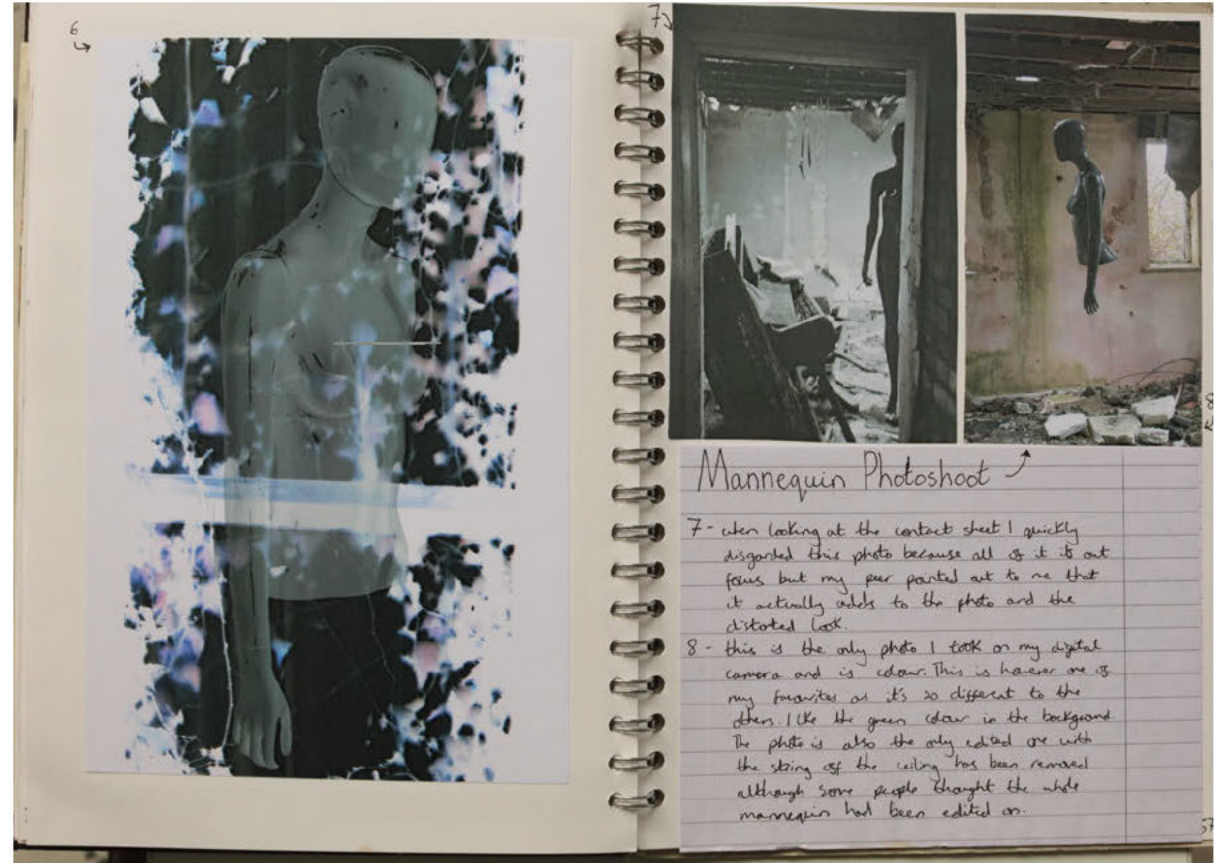 6
7
8
Mannequin Photoshoot
7 - when looking at the contact sheet I quickly
disgarded this photo because all of it is out
focus but my peer pointed out to me that
it actually adds to the photo and the
distorted look.
8 - this is the only photo I took on my digital
camera and is colour. This is however one of
my favourites as it's so different to the
others. I like the green colour in the background.
The photo is also the only edited one with
the string off the ceiling has been removed
although some people thought the whole
mannequin had been edited on.
57